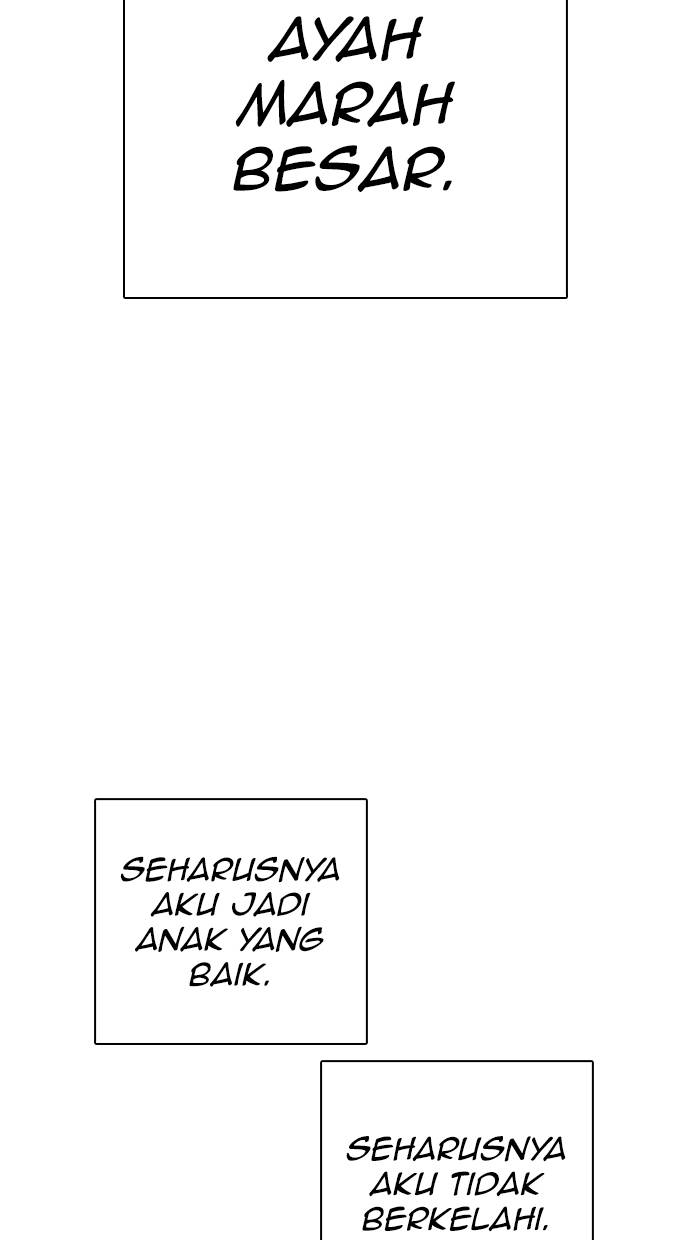 AYAH
MARAH
BESAR.
SEHARUSNYA
AKU JADI
ANAK YANG
BAIK.
SEHARUSNYA
AKU TIDAK
BERKELAHI.